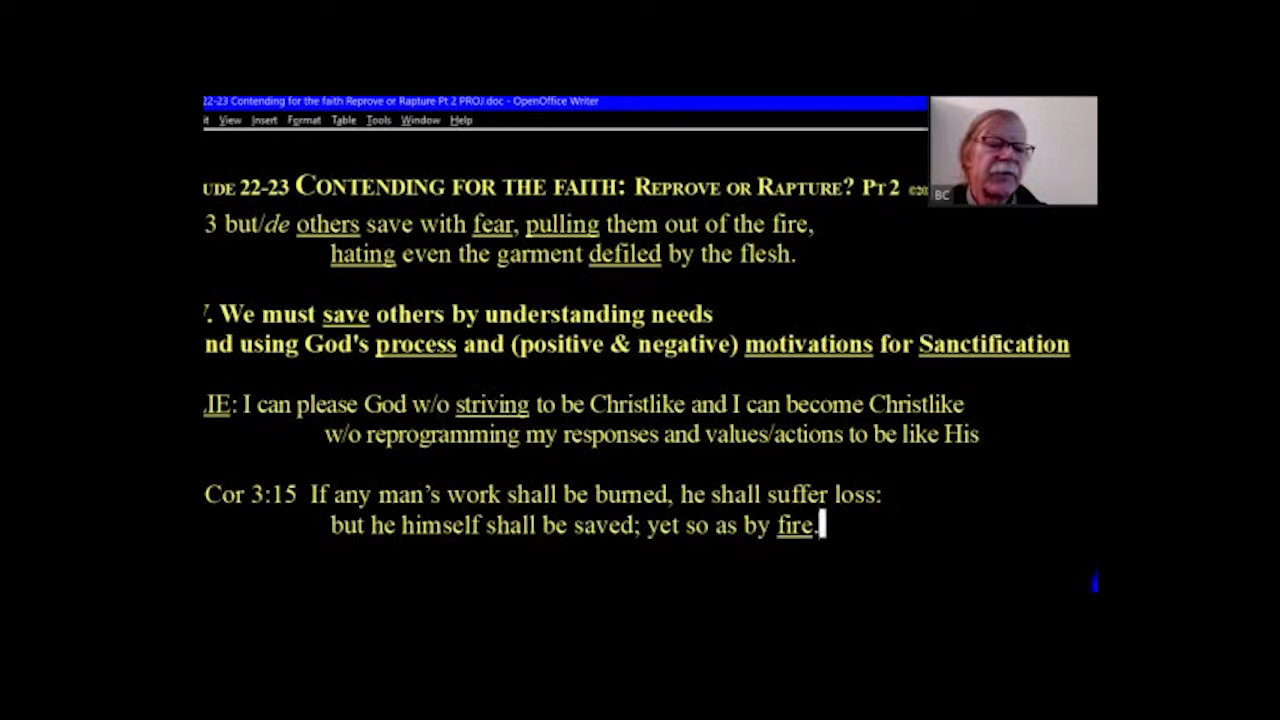 22-23 Contending for the faith Reprove or Rapture Pt 2 PROJ.doc - OpenOffice Writer
it View Insert Format Table Tools Window Help
BC
UDE 22-23 CONTENDING FOR THE FAITH: REPROVE OR RAPTURE? PT 2 ©20
3 but/de others save with fear, pulling them out of the fire,
hating even the garment defiled by the flesh.
. We must save others by understanding needs
nd using God's process and (positive & negative) motivations for Sanctification
IE: I can please God w/o striving to be Christlike and I can become Christlike
w/o reprogramming my responses and values/actions to be like His
Cor 3:15 If any man’s work shall be burned, he shall suffer loss:
but he himself shall be saved; yet so as by fire.